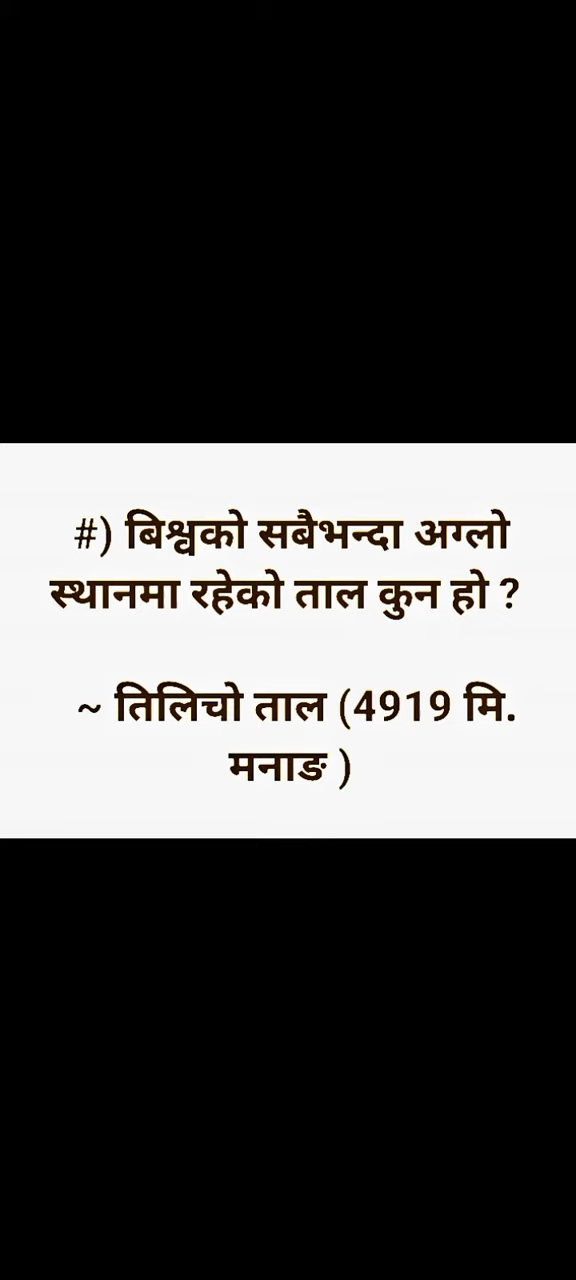 #) बिश्वको सबैभन्दा अग्लो
स्थानमा रहेको ताल कुन हो ?
~ तिलिचो ताल (4919 मि.
मनाङ )